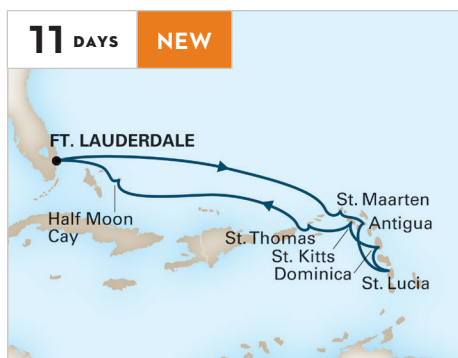 11 DAYS
NEW
FT. LAUDERDALE
St. Maarten
Half Moon
Cay
Antigua
St. Thomas
St. Kitts
Dominica
St. Lucia